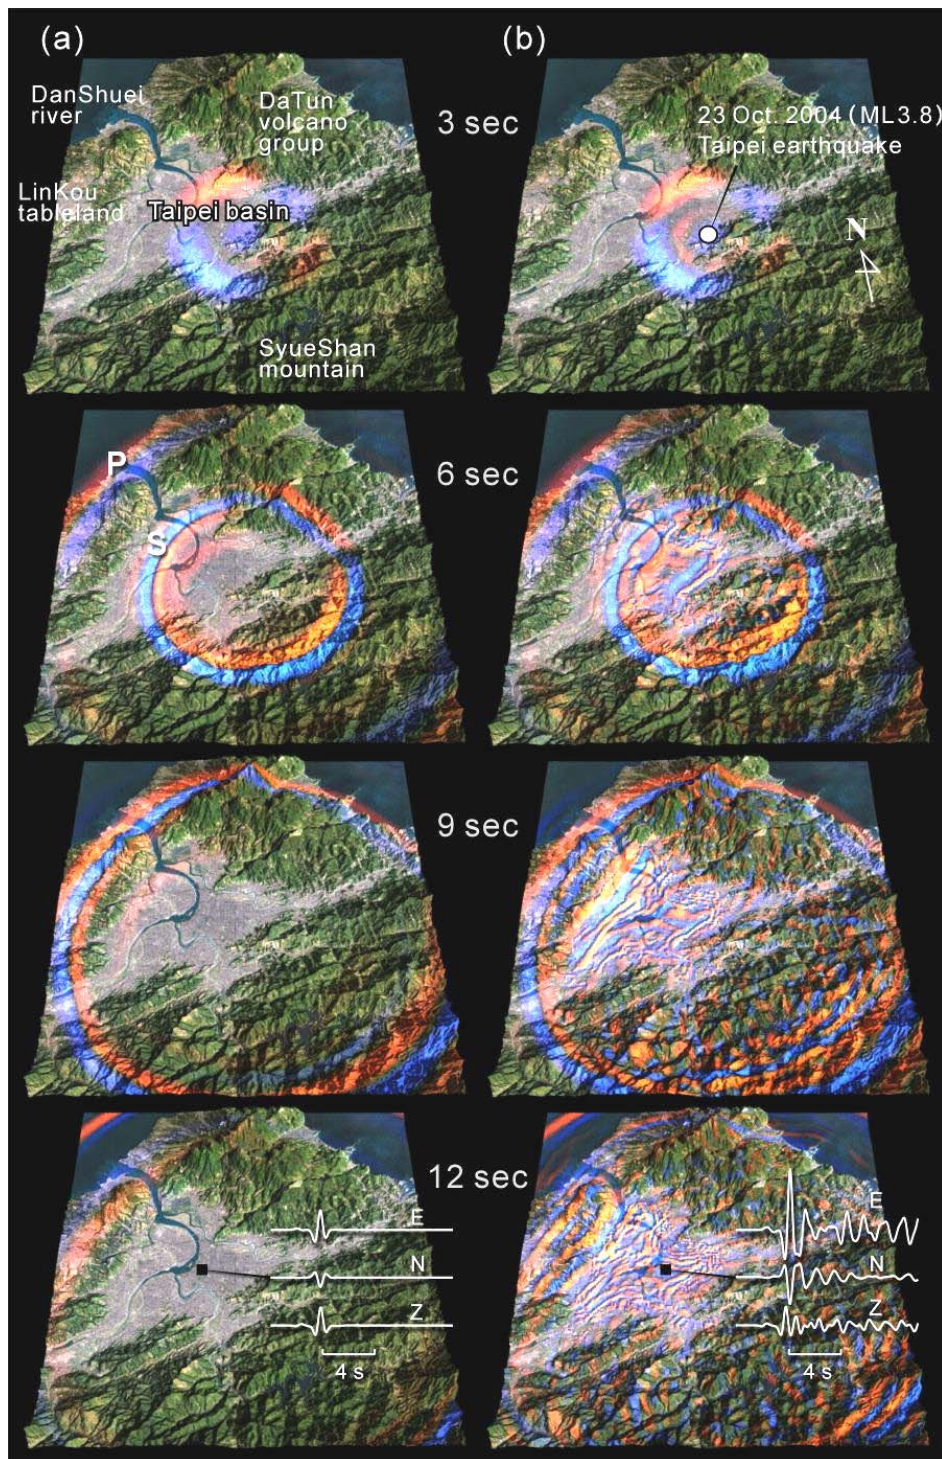 (a)
(b)
DanShuei
river
DaTun
volcano
group
3 sec
23 Oct. 2004 (ML3.8)
Taipei earthquake
LinKou
tableland
Taipei basin
N
SyueShan
mountain
P
S
6 sec
9 sec
12 sec
E
N
Z
4 s
E
N
Z
4 s